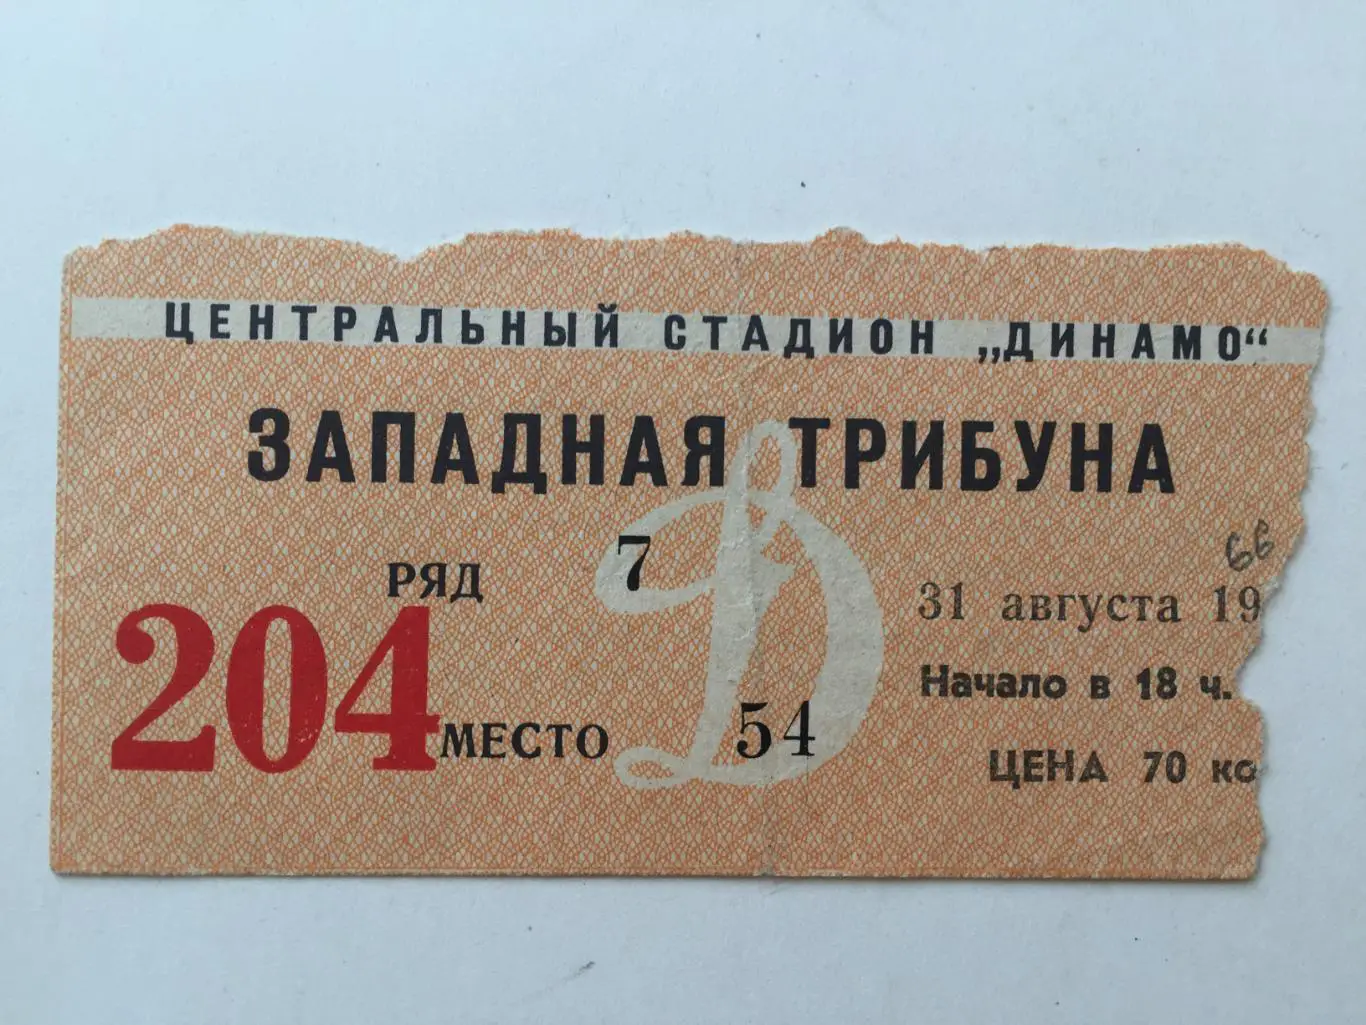 ЦЕНТРАЛЬНЫЙ СТАДИОН „ДИНАМО“
ЗАПАДНАЯ ТРИБУНА
РЯД 7
204 МЕСТО 54
66
31 августа 19
Начало в 18 ч.
ЦЕНА 70 ко
Д